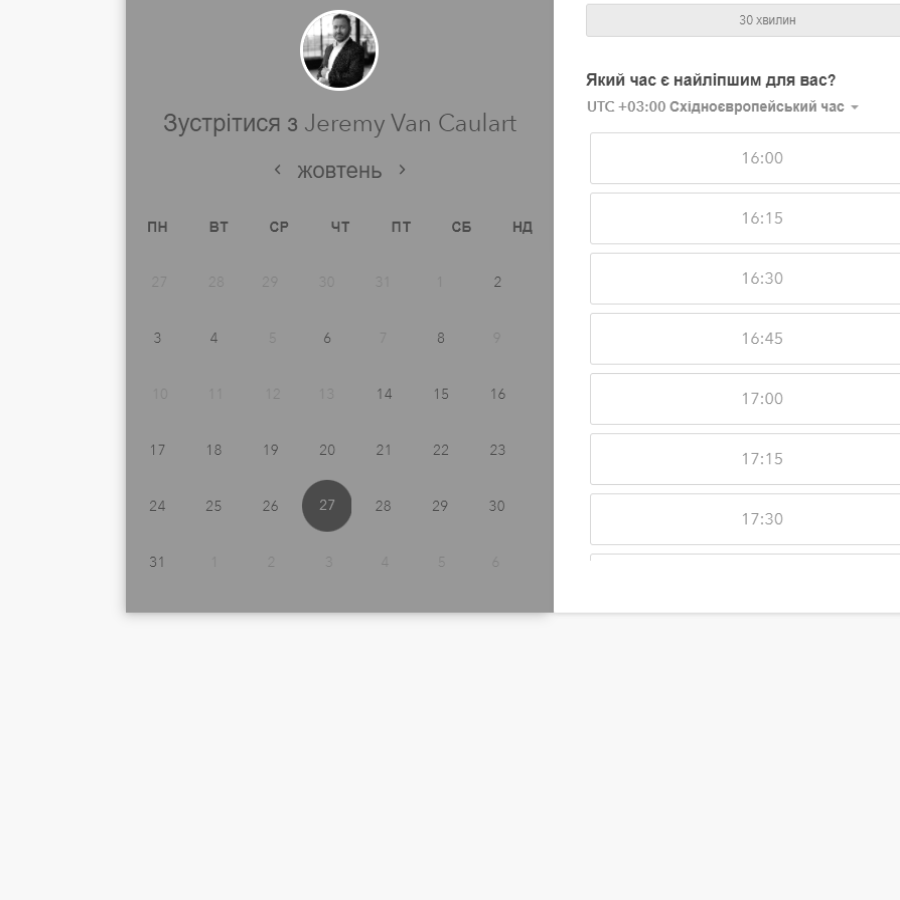 Зустрітися з Jeremy Van Caulart
жовтень
ПН ВТ СР ЧТ ПТ СБ НД
27 28 29 30 31 1 2
3 4 5 6 7 8 9
10 11 12 13 14 15 16
17 18 19 20 21 22 23
24 25 26 27 28 29 30
31 1 2 3 4 5 6
30 хвилин
Який час є найліпшим для вас?
UTC +03:00 Східноєвропейський час
16:00
16:15
16:30
16:45
17:00
17:15
17:30